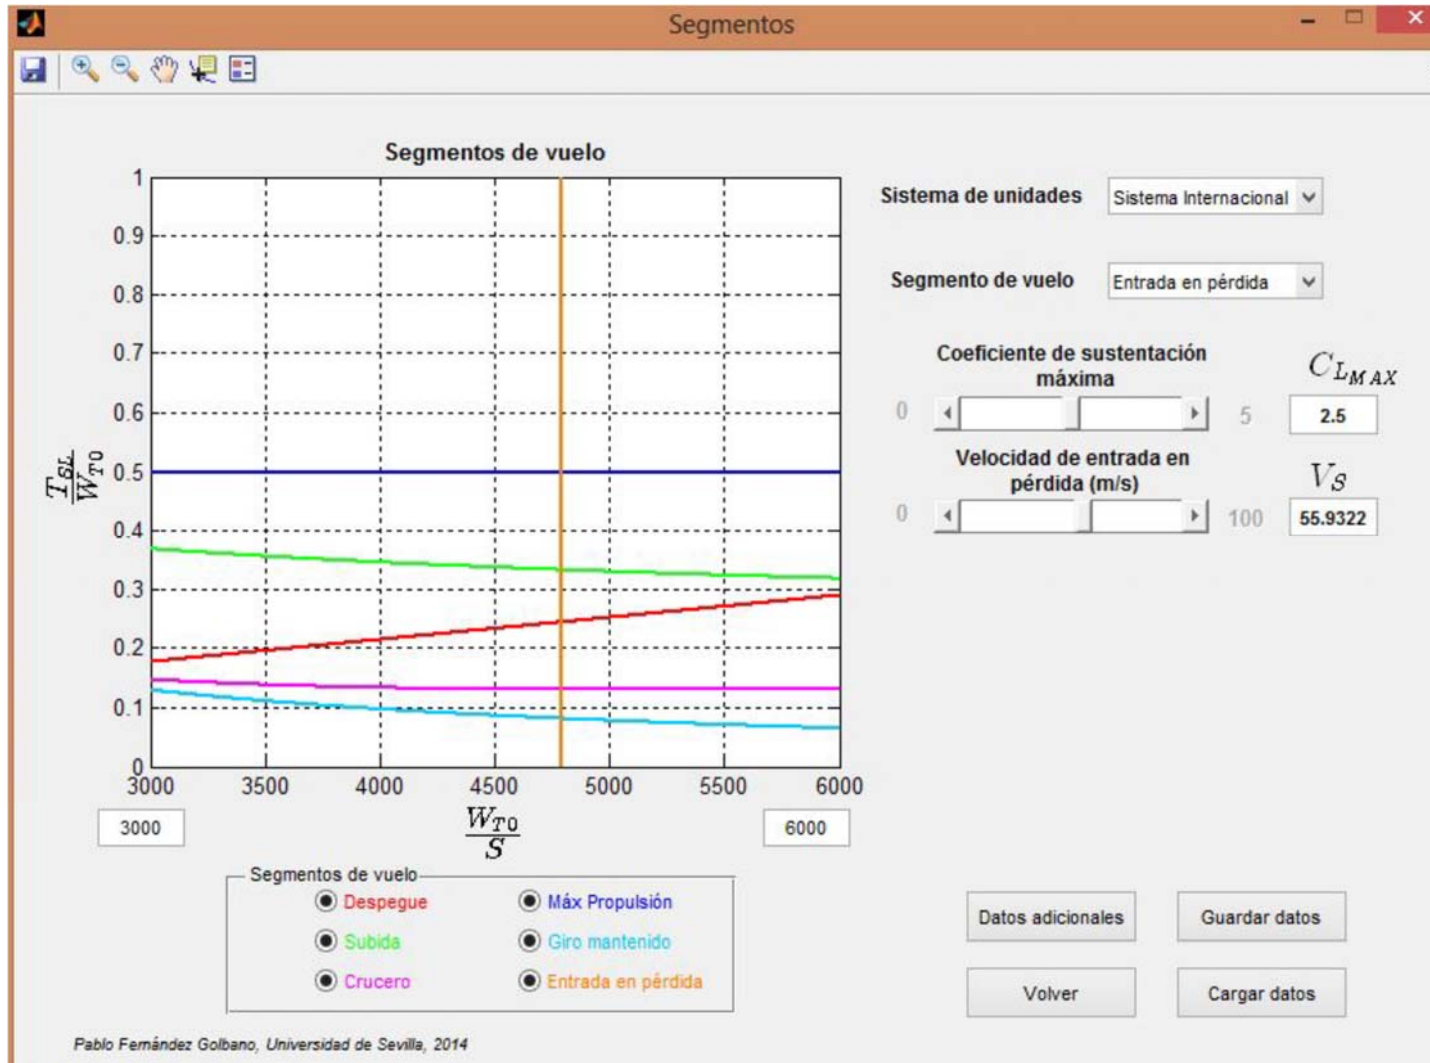 Segmentos
Segmentos de vuelo
1
0.9
0.8
0.7
0.6
0.5
0.4
0.3
0.2
0.1
0
T_SL
W_T0
3000 3500 4000 4500 5000 5500 6000
3000
W_T0
S
6000
Sistema de unidades Sistema Internacional
Segmento de vuelo Entrada en pérdida
Coeficiente de sustentación
máxima
C_LMAX
0 5 2.5
Velocidad de entrada en
pérdida (m/s)
V_S
0 100 55.9322
Segmentos de vuelo
Despegue Máx Propulsión
Subida Giro mantenido
Crucero Entrada en pérdida
Datos adicionales Guardar datos
Volver Cargar datos
Pablo Fernández Golbano, Universidad de Sevilla, 2014